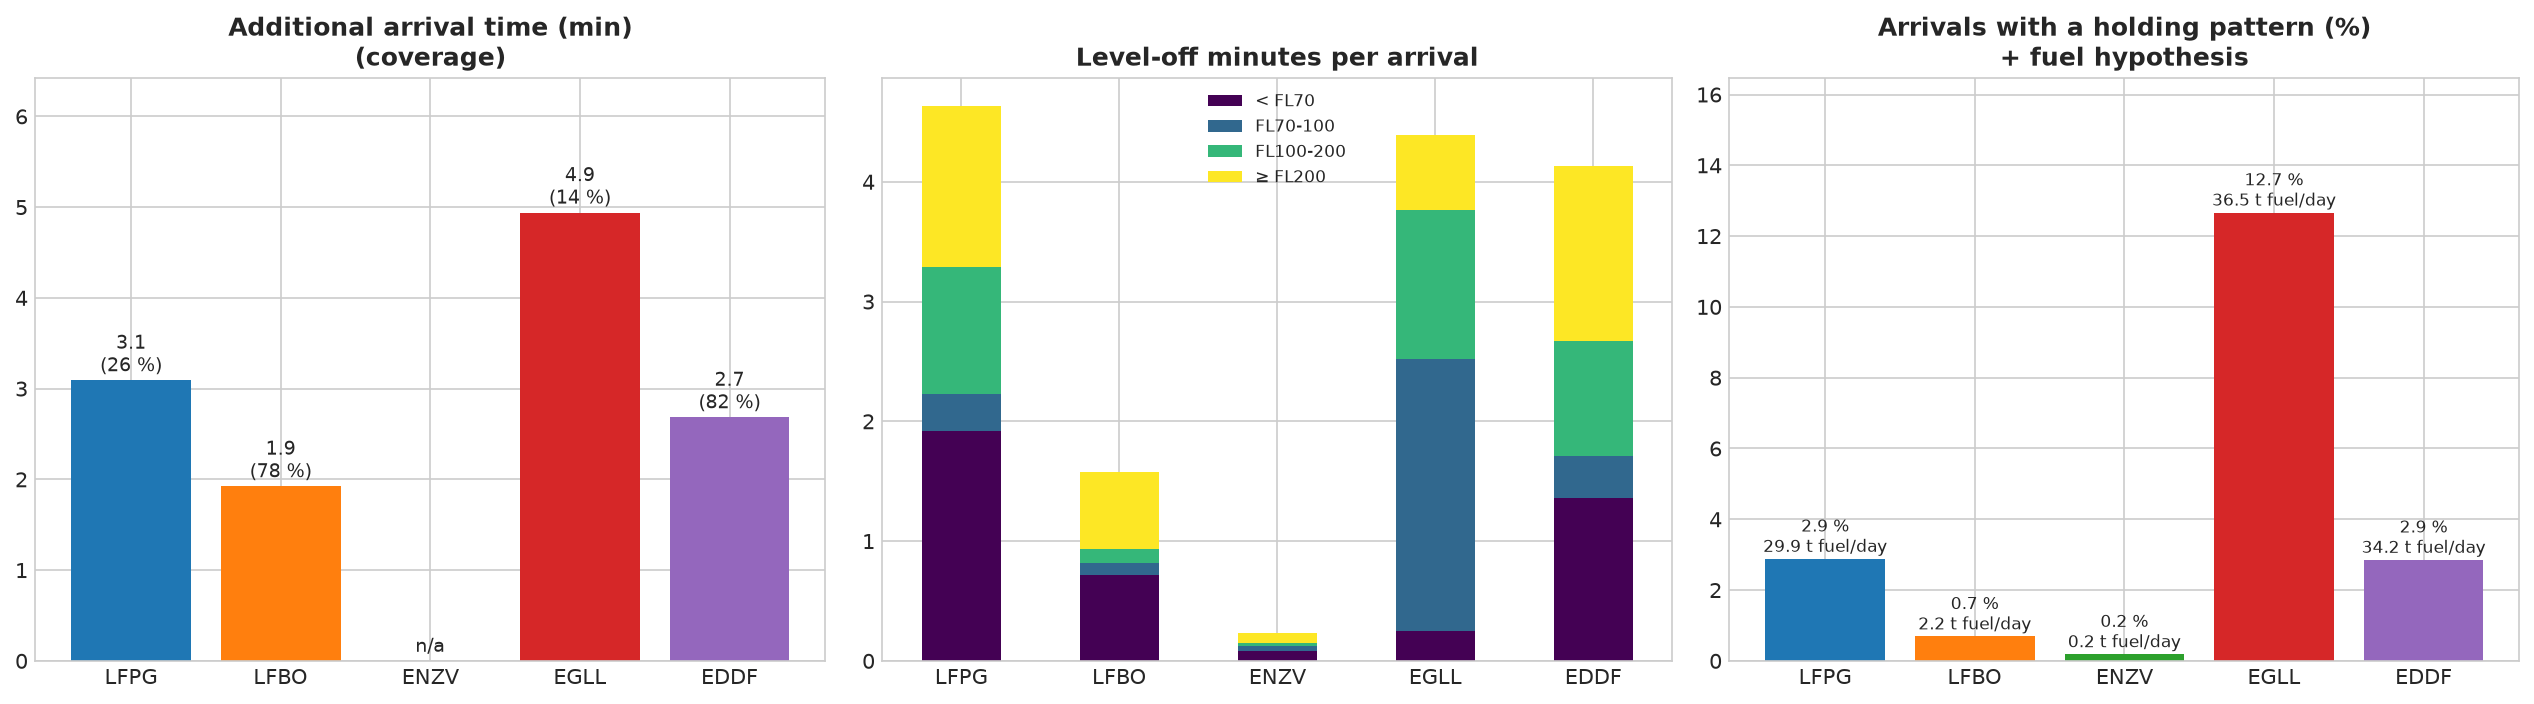 Additional arrival time (min)
(coverage)
6
5
4
3
2
1
0
3.1
(26 %)
1.9
(78 %)
n/a
4.9
(14 %)
2.7
(82 %)
LFPG
LFBO
ENZV
EGLL
EDDF
Level-off minutes per arrival
< FL70
FL70-100
FL100-200
≥ FL200
4
3
2
1
0
LFPG
LFBO
ENZV
EGLL
EDDF
Arrivals with a holding pattern (%)
+ fuel hypothesis
16
14
12
10
8
6
4
2
0
2.9 %
29.9 t fuel/day
0.7 %
2.2 t fuel/day
0.2 %
0.2 t fuel/day
12.7 %
36.5 t fuel/day
2.9 %
34.2 t fuel/day
LFPG
LFBO
ENZV
EGLL
EDDF